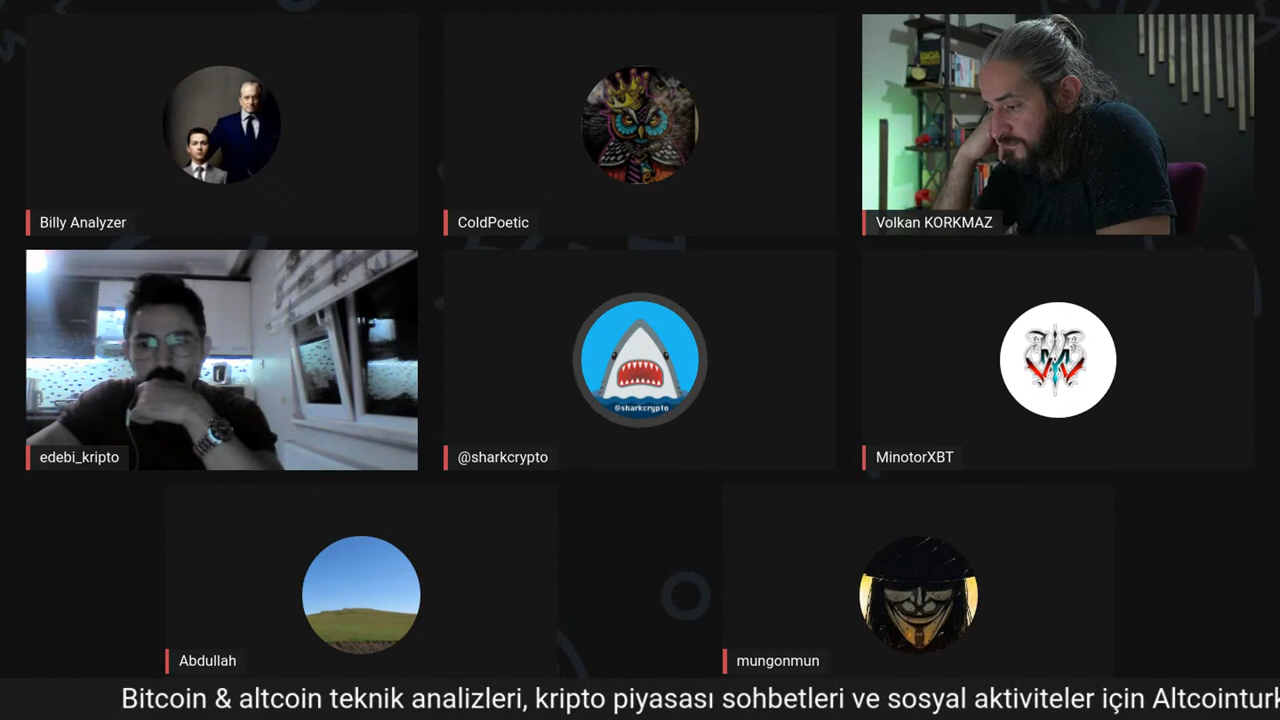 Billy Analyzer
ColdPoetic
Volkan KORKMAZ
edebi_kripto
@sharkcrypto
@sharkcrypto
MinotorXBT
Abdullah
mungonmun
Bitcoin & altcoin teknik analizleri, kripto piyasası sohbetleri ve sosyal aktiviteler için Altcointurk